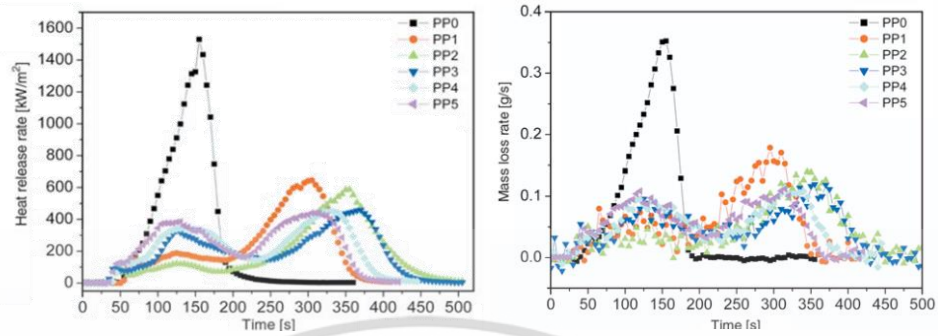 Heat release rate [kW/m²]
1600
1400
1200
1000
800
600
400
200
0
0 50 100 150 200 250 300 350 400 450 500
Time [s]
PP0
PP1
PP2
PP3
PP4
PP5
Mass loss rate [g/s]
0.4
0.3
0.2
0.1
0.0
0 50 100 150 200 250 300 350 400 450 500
Time [s]
PP0
PP1
PP2
PP3
PP4
PP5